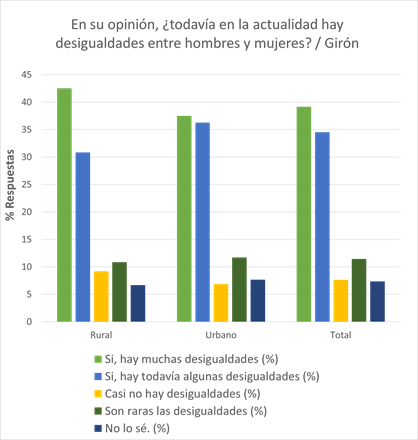 En su opinión, ¿todavía en la actualidad hay
desigualdades entre hombres y mujeres? / Girón
45
40
35
30
25
20
15
10
5
0
% Respuestas
Rural Urbano Total
Si, hay muchas desigualdades (%)
Si, hay todavía algunas desigualdades (%)
Casi no hay desigualdades (%)
Son raras las desigualdades (%)
No lo sé. (%)